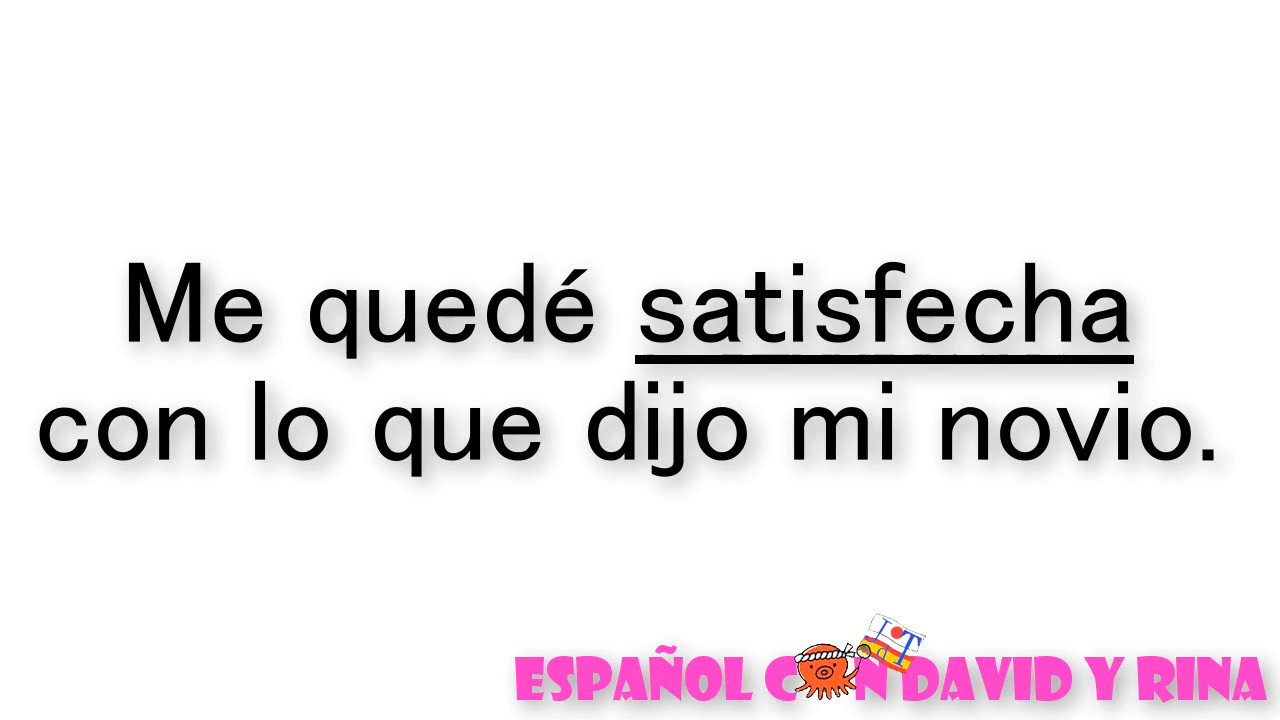 Me quedé satisfecha
con lo que dijo mi novio.
ESPAÑOL CON DAVID Y RINA